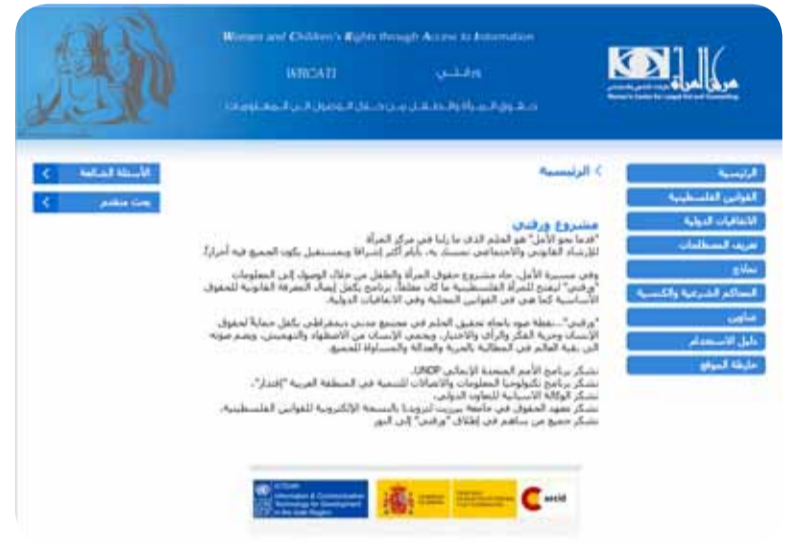 Women and Children's Rights through Access to Information
WRCATI ورقتي
حقوق المرأة والطفل من خلال الوصول إلى المعلومات
مركز المرأة للإرشاد القانوني والاجتماعي
Women's Center for Legal Aid and Counselling
الرئيسية
القوانين الفلسطينية
الاتفاقيات الدولية
تعريف المصطلحات
نماذج
المحاكم الشرعية والكنسية
عناوين
دليل الاستخدام
خارطة الموقع
الرئيسية
الأسئلة الشائعة
بحث متقدم
مشروع ورقتي
"قدما نحو الأمل" هو الحلم الذي ما زلنا في مركز المرأة
للإرشاد القانوني والاجتماعي نمسك به، بأيام أكثر إشراقا وبمستقبل يكون الجميع فيه أحراراً.
وفي مسيرة الأمل، جاء مشروع حقوق المرأة والطفل من خلال الوصول إلى المعلومات
"ورقتي" ليفتح للمرأة الفلسطينية ما كان مغلقاً، برنامج يكفل إيصال المعرفة القانونية للحقوق
الأساسية كما هي في القوانين المحلية وفي الاتفاقيات الدولية.
"ورقتي"...نقطة ضوء باتجاه تحقيق الحلم في مجتمع مدني ديمقراطي يكفل حماية لحقوق
الإنسان وحرية الفكر والرأي والاختيار، ويحمي الإنسان من الاضطهاد والتهميش، ويضم صوته
إلى بقية العالم في المطالبة بالحرية والعدالة والمساواة للجميع.
نشكر برنامج الأمم المتحدة الإنمائي UNDP.
نشكر برنامج تكنولوجيا المعلومات والاتصالات للتنمية في المنطقة العربية "إقتدار".
نشكر الوكالة الاسبانية للتعاون الدولي.
نشكر معهد الحقوق في جامعة بيرزيت لتزويدنا بالنسخة الإلكترونية للقوانين الفلسطينية.
نشكر جميع من ساهم في إطلاق "ورقتي" إلى النور
ICTDAR
Information & Communication
Technology for Development
in the Arab Region
aecid